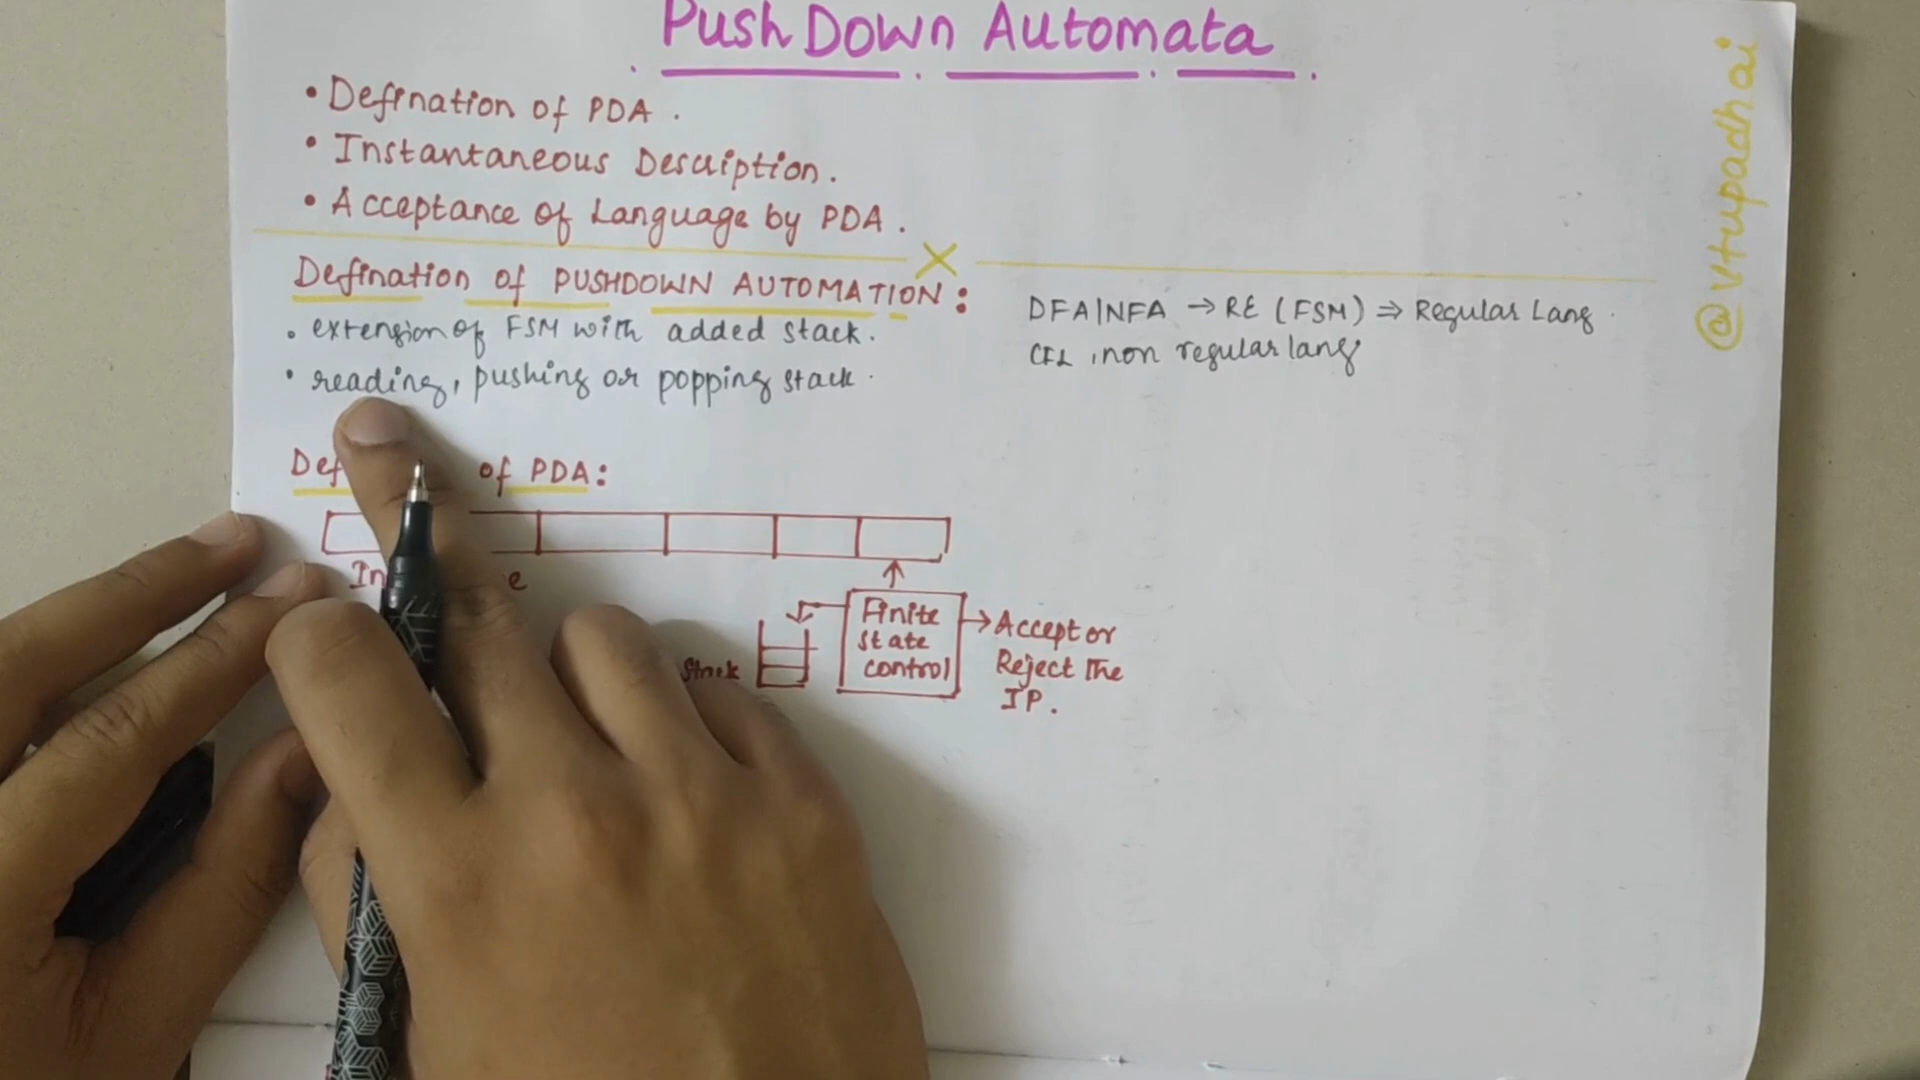 PushDown Automata
• Defination of PDA.
• Instantaneous Description.
• Acceptance of Language by PDA.
Defination of PUSHDOWN AUTOMATION:
• extension of FSM with added stack.
• reading, pushing or popping stack.
DFA|NFA → RE (FSM) ⇒ Regular Lang.
CFL, non regular lang
of PDA:
Stack
Finite
state
control
Accept or
Reject The
IP.
@vtupadhai